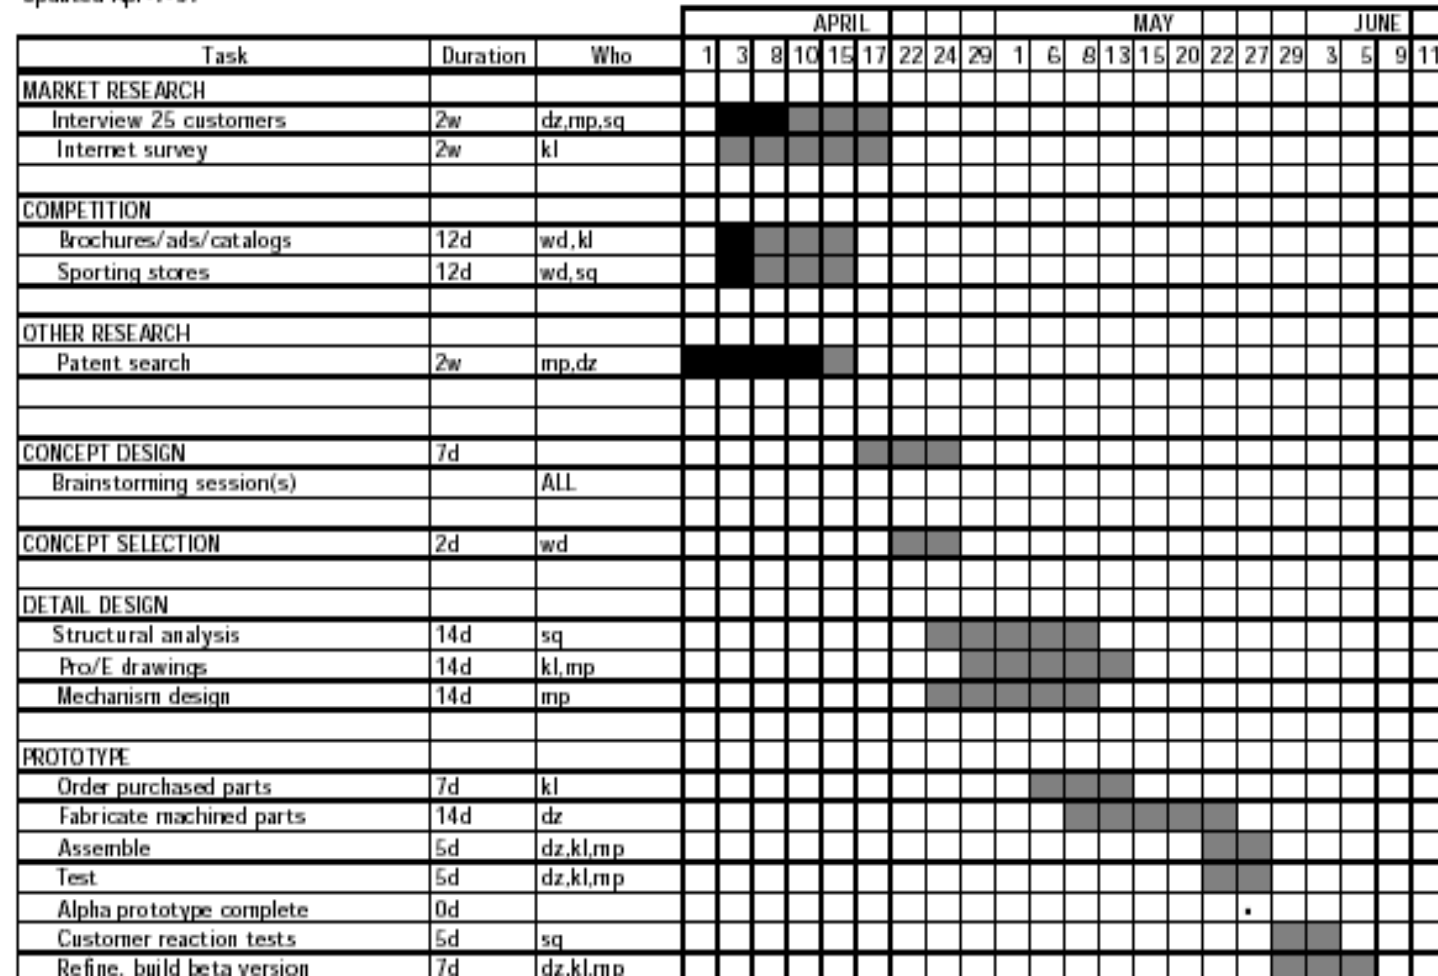 APRIL MAY JUNE
Task Duration Who 1 3 8 10 15 17 22 24 29 1 6 8 13 15 20 22 27 29 3 5 9 11
MARKET RESEARCH
Interview 25 customers 2w dz,mp,sq
Internet survey 2w kl
COMPETITION
Brochures/ads/catalogs 12d wd,kl
Sporting stores 12d wd,sq
OTHER RESEARCH
Patent search 2w mp,dz
CONCEPT DESIGN 7d
Brainstorming session(s) ALL
CONCEPT SELECTION 2d wd
DETAIL DESIGN
Structural analysis 14d sq
Pro/E drawings 14d kl,mp
Mechanism design 14d mp
PROTOTYPE
Order purchased parts 7d kl
Fabricate machined parts 14d dz
Assemble 5d dz,kl,mp
Test 5d dz,kl,mp
Alpha prototype complete 0d
Customer reaction tests 5d sq
Refine, build beta version 7d dz,kl,mp